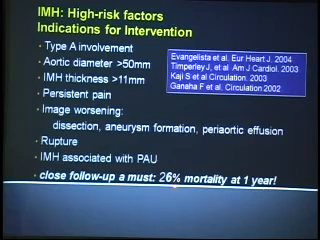 IMH: High-risk factors
Indications for Intervention
• Type A involvement
• Aortic diameter >50mm
• IMH thickness >11mm
• Persistent pain
• Image worsening:
dissection, aneurysm formation, periaortic effusion
• Rupture
• IMH associated with PAU
• close follow-up a must: 26% mortality at 1 year!
Evangelista et al. Eur Heart J. 2004
Timperley J, et al Am J Cardiol. 2003
Kaji S et al Circulation. 2003
Ganaha F et al. Circulation 2002